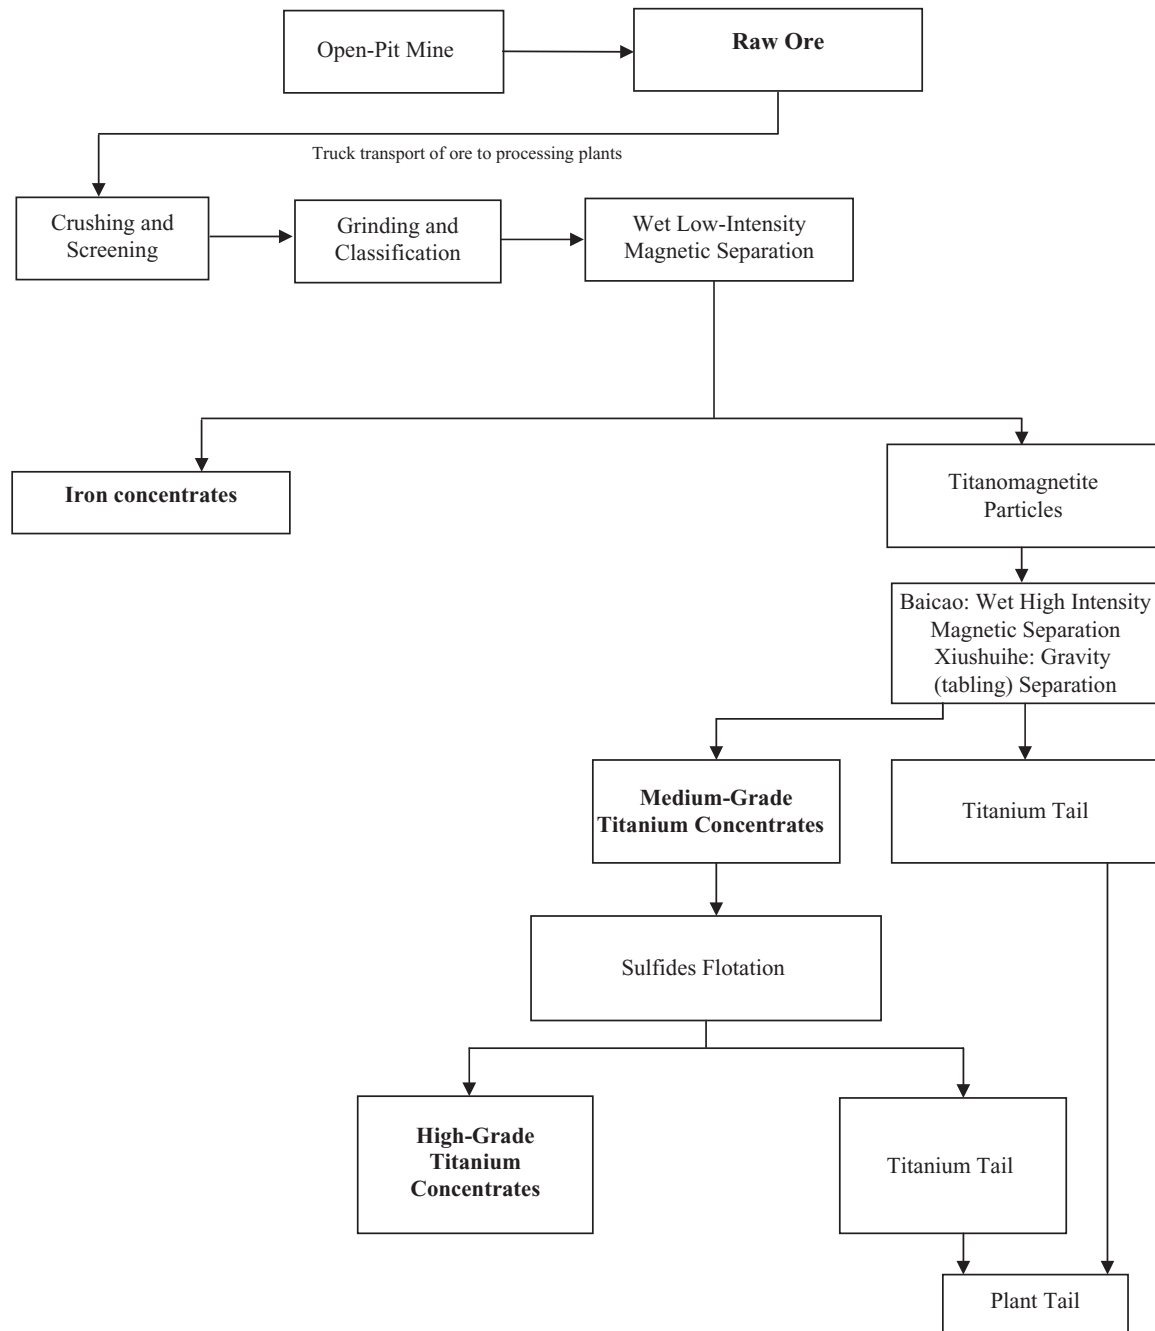 Open-Pit Mine
Raw Ore
Truck transport of ore to processing plants
Crushing and
Screening
Grinding and
Classification
Wet Low-Intensity
Magnetic Separation
Iron concentrates
Titanomagnetite
Particles
Baicao: Wet High Intensity
Magnetic Separation
Xiushuihe: Gravity
(tabling) Separation
Medium-Grade
Titanium Concentrates
Titanium Tail
Sulfides Flotation
High-Grade
Titanium
Concentrates
Titanium Tail
Plant Tail